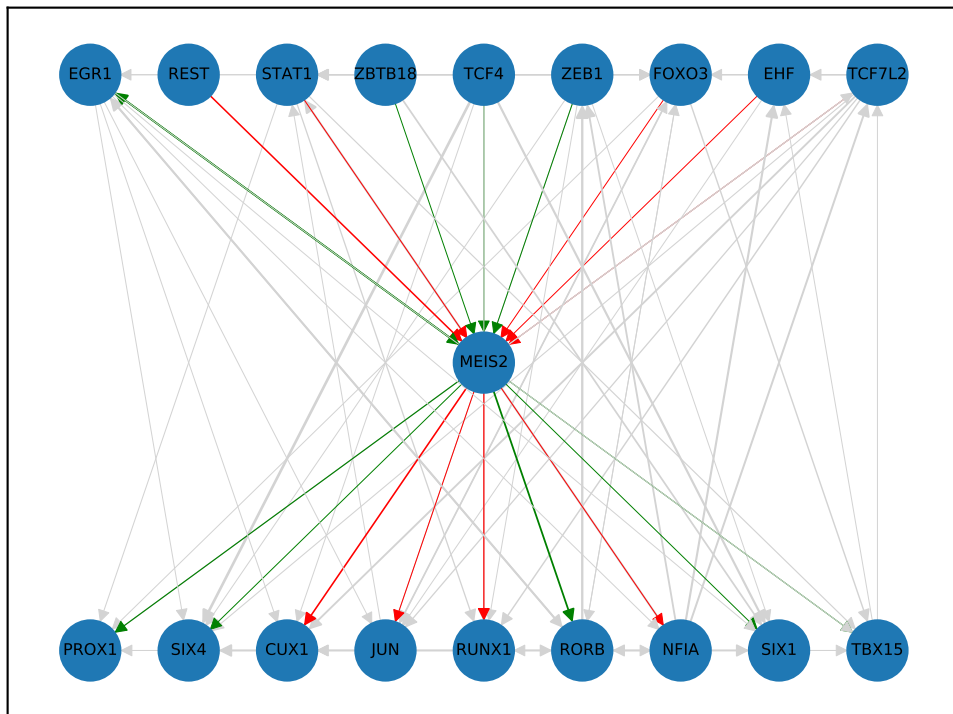 EGR1 REST STAT1 ZBTB18 TCF4 ZEB1 FOXO3 EHF TCF7L2
MEIS2
PROX1 SIX4 CUX1 JUN RUNX1 RORB NFIA SIX1 TBX15